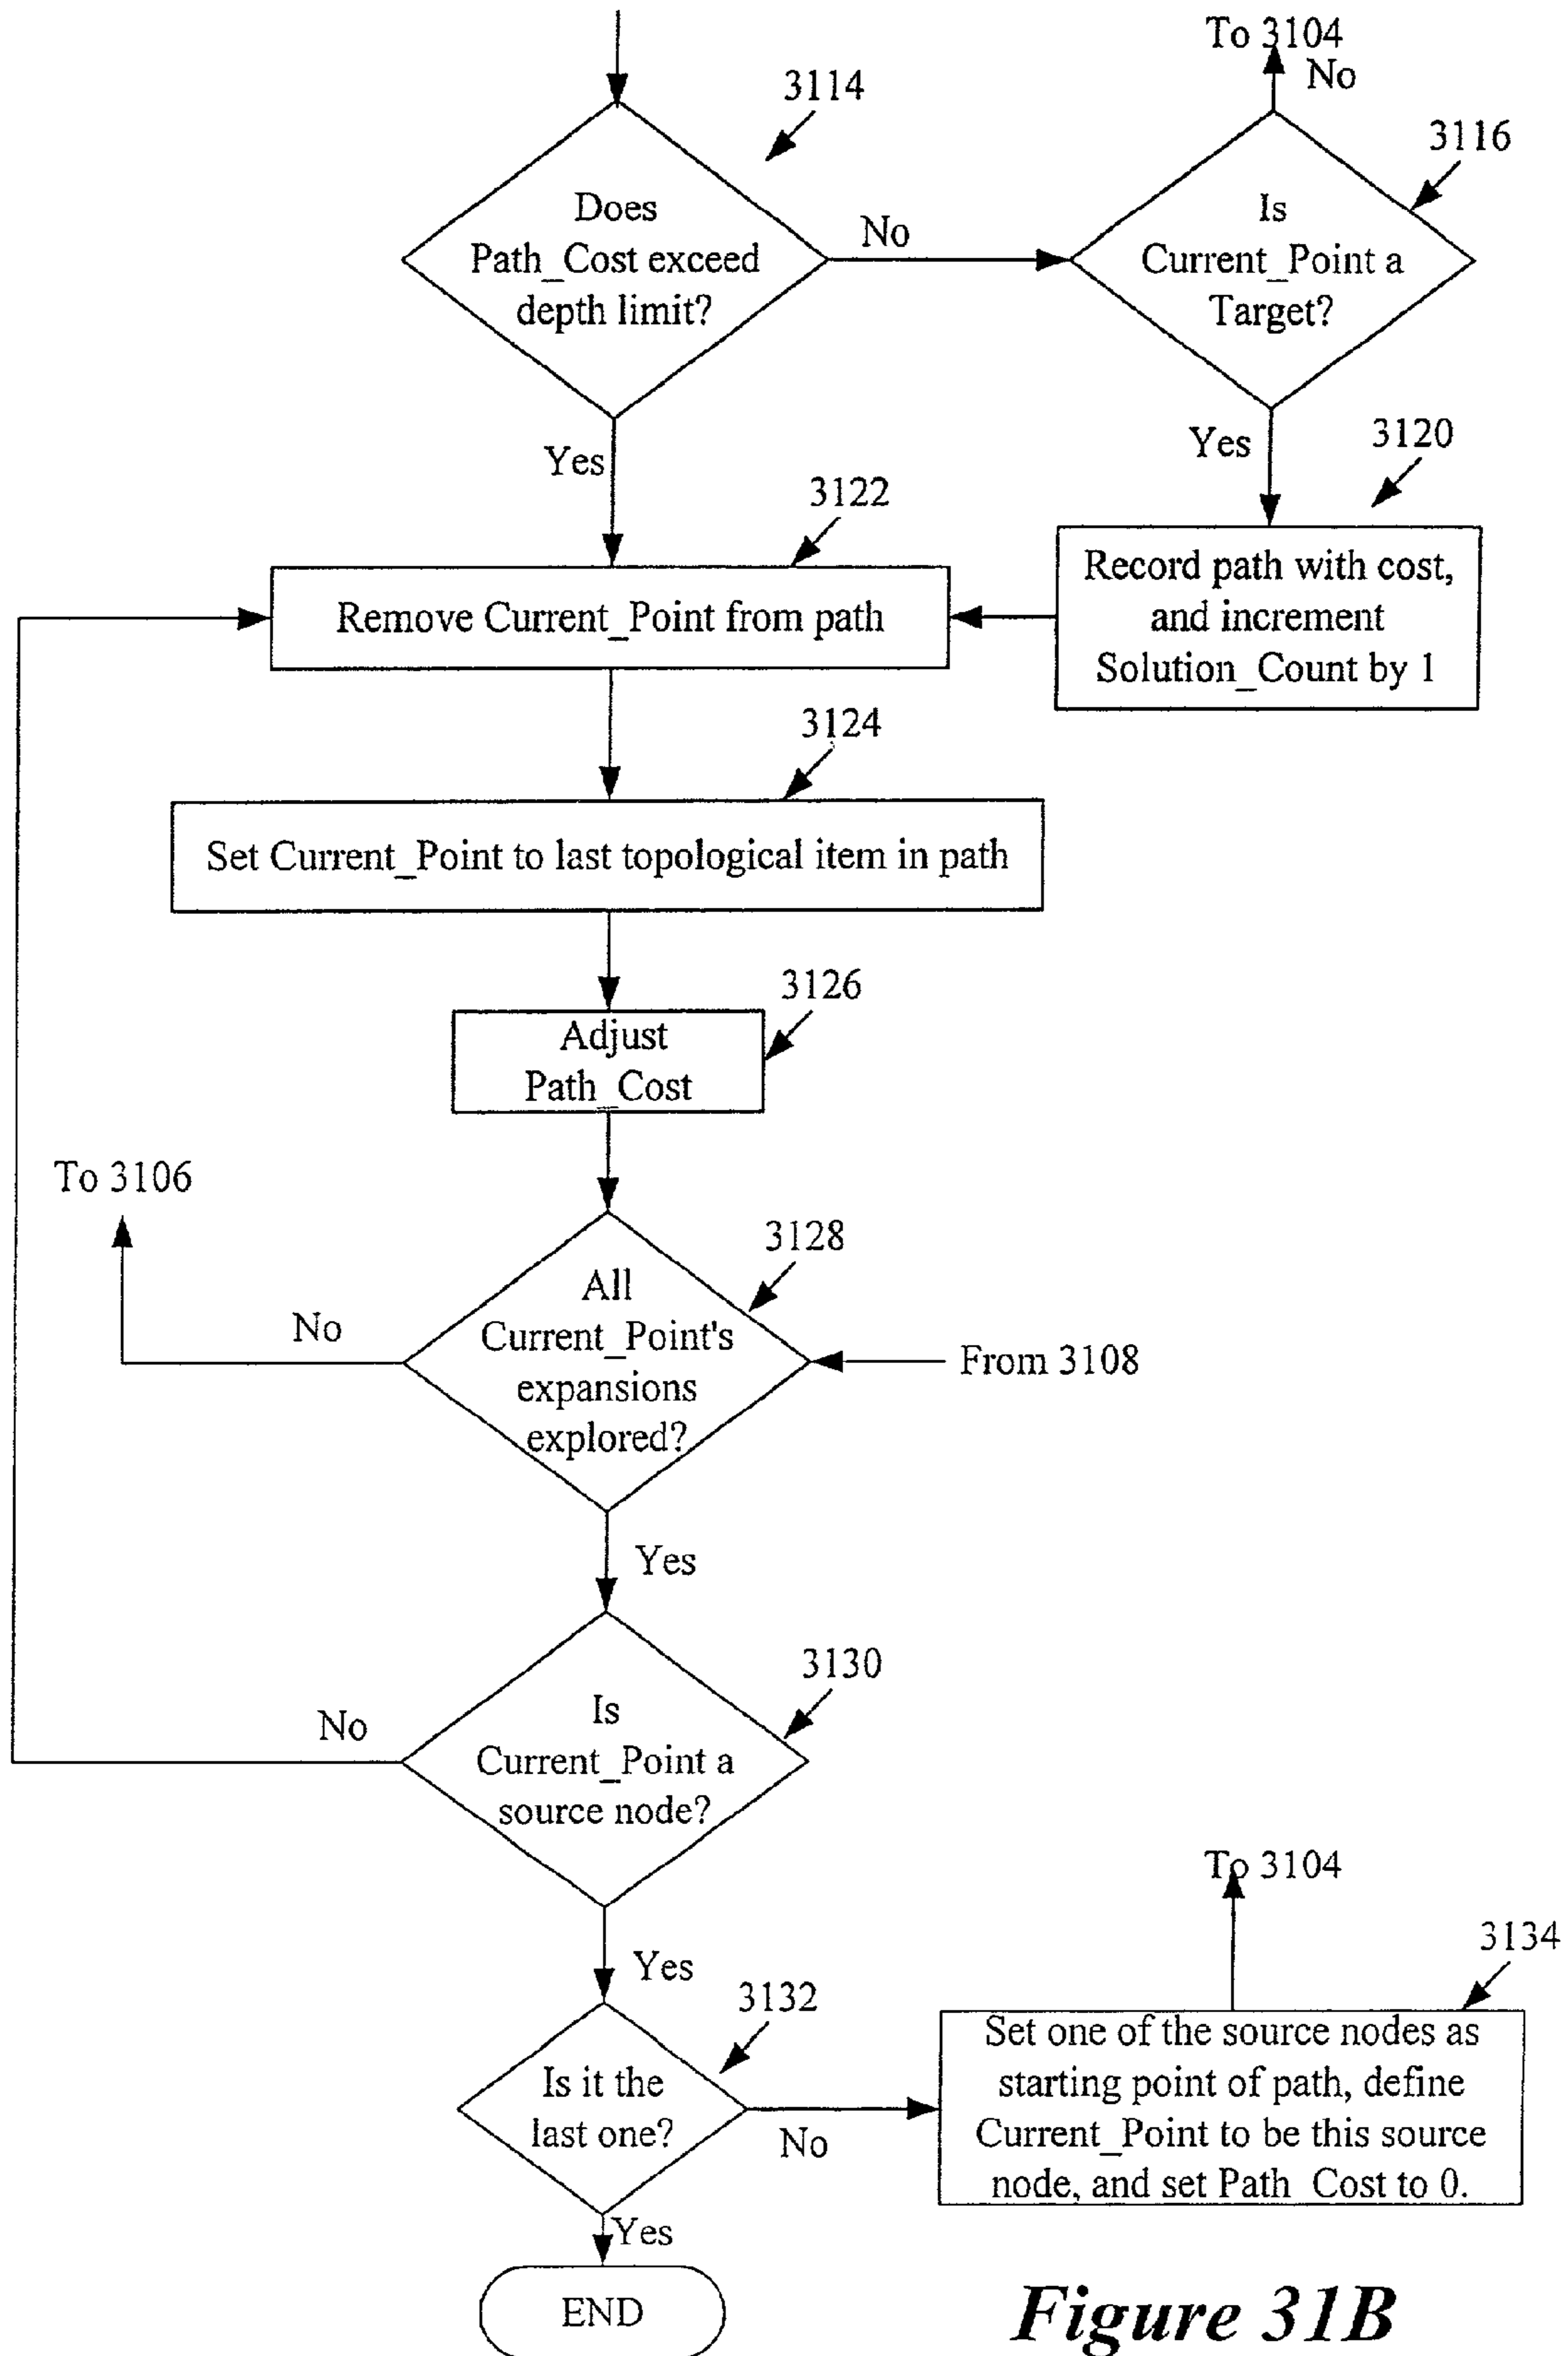 To 3104
No
3114
3116
Does
Path_Cost exceed
depth limit?
No
Is
Current_Point a
Target?
Yes
Yes
3120
3122
Remove Current_Point from path
Record path with cost,
and increment
Solution_Count by 1
3124
Set Current_Point to last topological item in path
3126
Adjust
Path_Cost
To 3106
3128
All
Current_Point's
expansions
explored?
No
From 3108
Yes
3130
Is
Current_Point a
source node?
No
Yes
To 3104
3134
3132
Is it the
last one?
No
Set one of the source nodes as
starting point of path, define
Current_Point to be this source
node, and set Path_Cost to 0.
Yes
END
Figure 31B